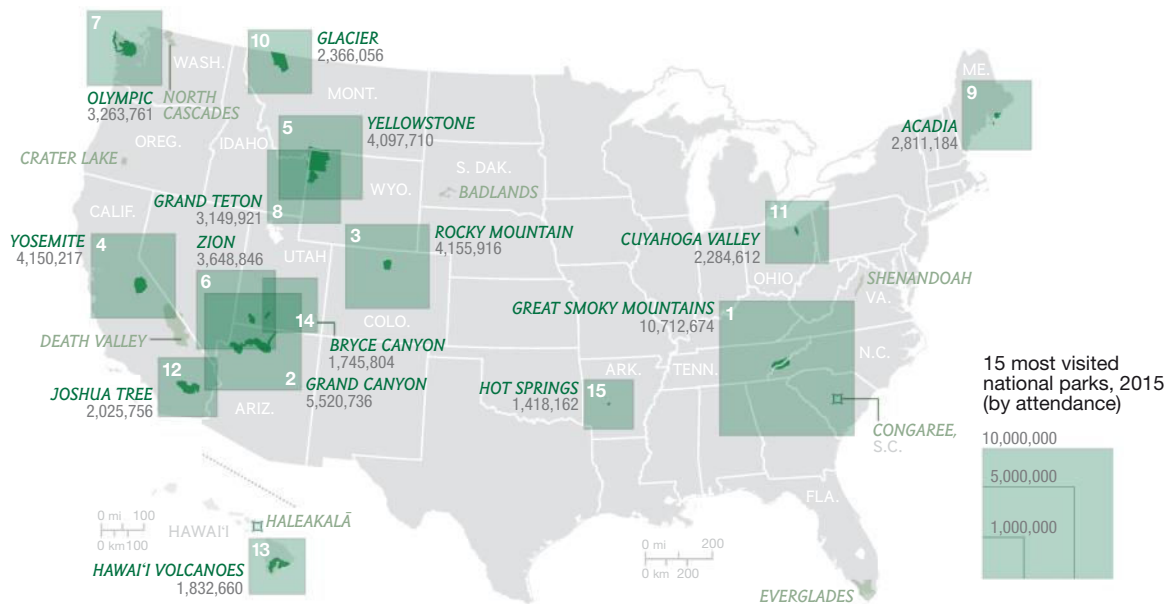 7
10
GLACIER
2,366,056
WASH.
ME.
9
OLYMPIC
3,263,761
NORTH
CASCADES
MONT.
ACADIA
2,811,184
5
YELLOWSTONE
4,097,710
OREG.
IDAHO
CRATER LAKE
S. DAK.
BADLANDS
WYO.
GRAND TETON
3,149,921
8
CALIF.
11
CUYAHOGA VALLEY
2,284,612
OHIO
YOSEMITE
4,150,217
4
ZION
3,648,846
UTAH
3
ROCKY MOUNTAIN
4,155,916
SHENANDOAH
VA.
6
GREAT SMOKY MOUNTAINS
10,712,674
1
14
COLO.
DEATH VALLEY
BRYCE CANYON
1,745,804
N.C.
12
JOSHUA TREE
2,025,756
2
GRAND CANYON
5,520,736
ARIZ.
HOT SPRINGS
1,418,162
ARK.
15
TENN.
CONGAREE,
S.C.
15 most visited
national parks, 2015
(by attendance)
10,000,000
5,000,000
1,000,000
FLA.
0 mi 100
0 km 100
HAWAI‘I
HALEAKALĀ
13
HAWAI‘I VOLCANOES
1,832,660
0 mi 200
0 km 200
EVERGLADES